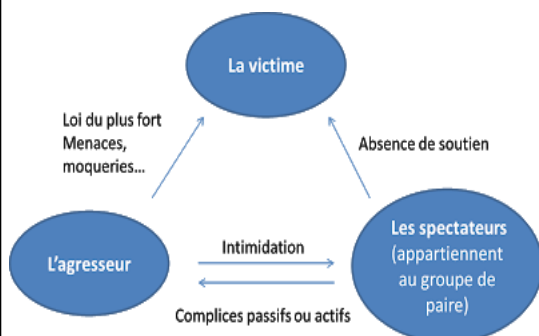 La victime
Loi du plus fort
Menaces,
moqueries...
Absence de soutien
L'agresseur
Intimidation
Complices passifs ou actifs
Les spectateurs
(appartiennent
au groupe de
paire)